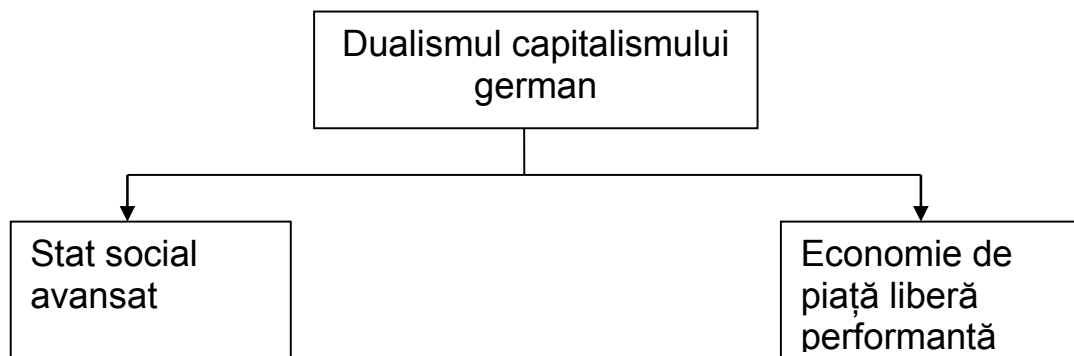 Dualismul capitalismului
german
Stat social
avansat
Economie de
piață liberă
performantă